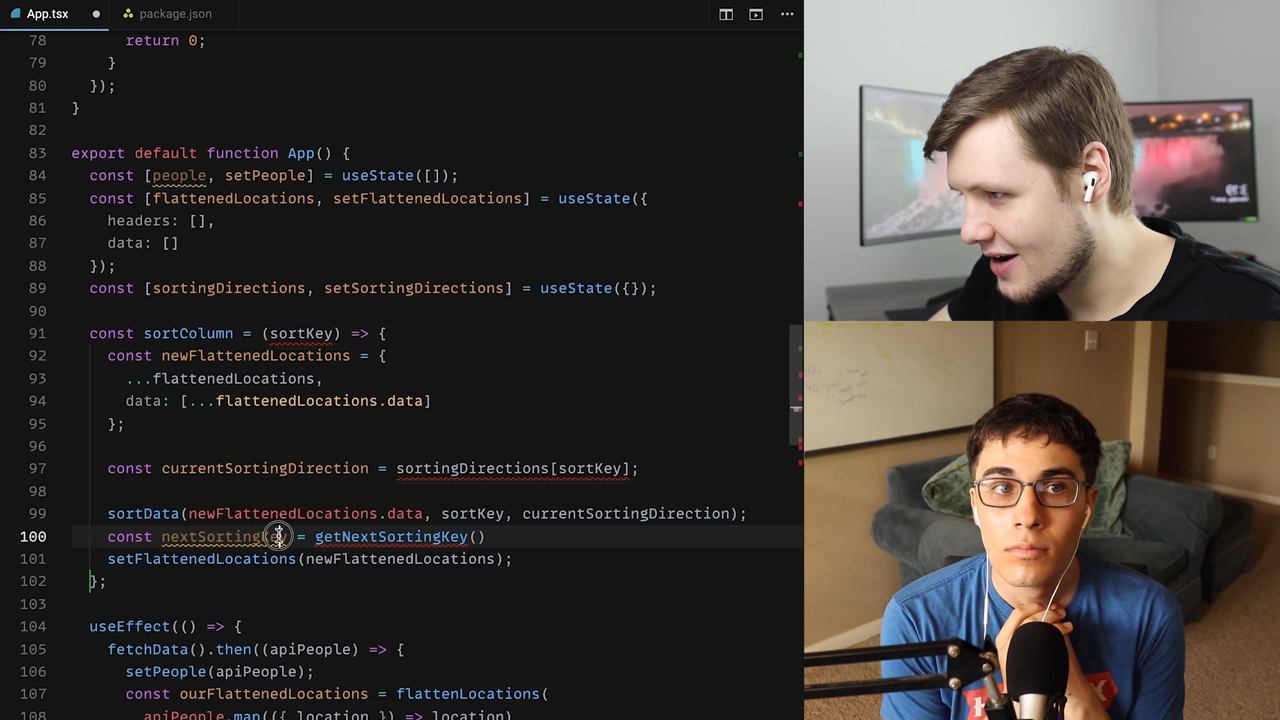 App.tsx
package.json
78 return 0;
79 }
80 });
81 }
82
83 export default function App() {
84 const [people, setPeople] = useState([]);
85 const [flattenedLocations, setFlattenedLocations] = useState({
86 headers: [],
87 data: []
88 });
89 const [sortingDirections, setSortingDirections] = useState({});
90
91 const sortColumn = (sortKey) => {
92 const newFlattenedLocations = {
93 ...flattenedLocations,
94 data: [...flattenedLocations.data]
95 };
96
97 const currentSortingDirection = sortingDirections[sortKey];
98
99 sortData(newFlattenedLocations.data, sortKey, currentSortingDirection);
100 const = getNextSortingKey()
101 setFlattenedLocations(newFlattenedLocations);
102 };
103
104 useEffect(() => {
105 fetchData().then((apiPeople) => {
106 setPeople(apiPeople);
107 const ourFlattenedLocations = flattenLocations(
108 apiPeople.map(({ location }) => location)